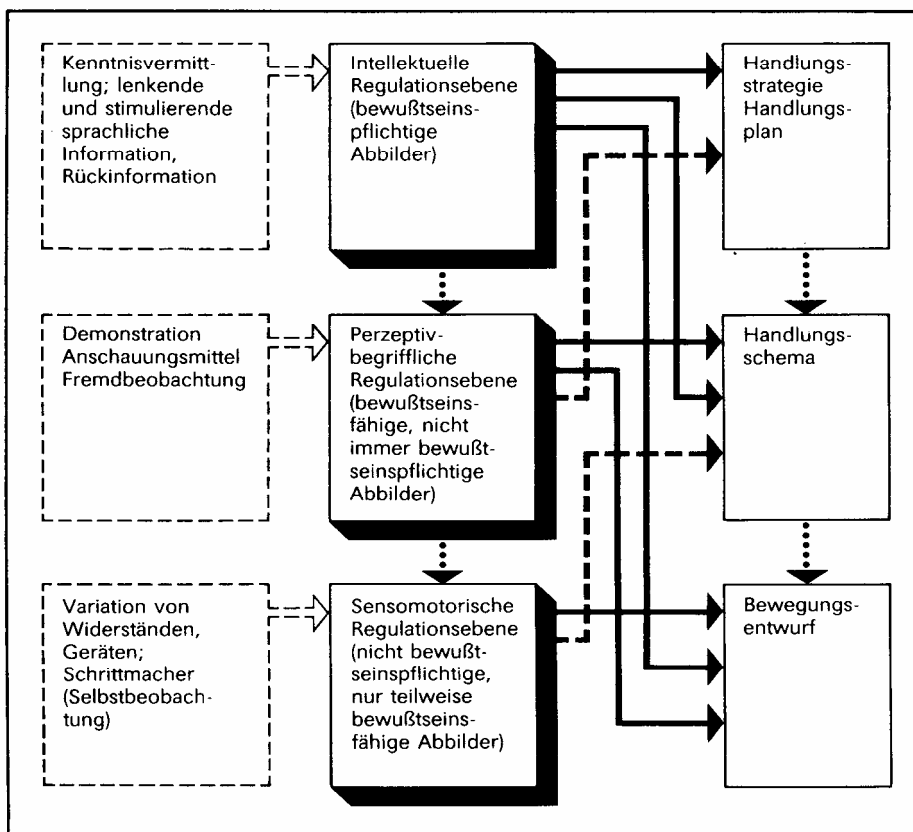 Kenntnisvermitt-
lung; lenkende
und stimulierende
sprachliche
Information,
Rückinformation
Intellektuelle
Regulationsebene
(bewußtseins-
pflichtige
Abbilder)
Handlungs-
strategie
Handlungs-
plan
Demonstration
Anschauungsmittel
Fremdbeobachtung
Perzeptiv-
begriffliche
Regulationsebene
(bewußtseins-
fähige, nicht
immer bewußt-
seinspflichtige
Abbilder)
Handlungs-
schema
Variation von
Widerständen,
Geräten;
Schrittmacher
(Selbstbeobach-
tung)
Sensomotorische
Regulationsebene
(nicht bewußt-
seinspflichtige,
nur teilweise
bewußtseins-
fähige Abbilder)
Bewegungs-
entwurf